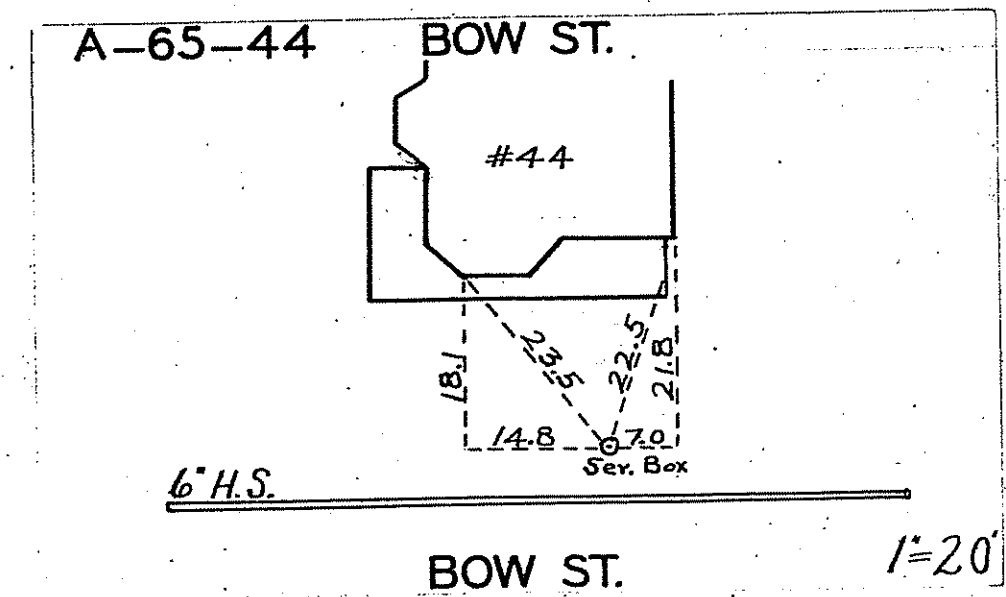 A-65-44 BOW ST.
#44
23.5
22.5
18.1
21.8
14.8 7.0
Ser. Box
6" H.S.
BOW ST.
1"=20'